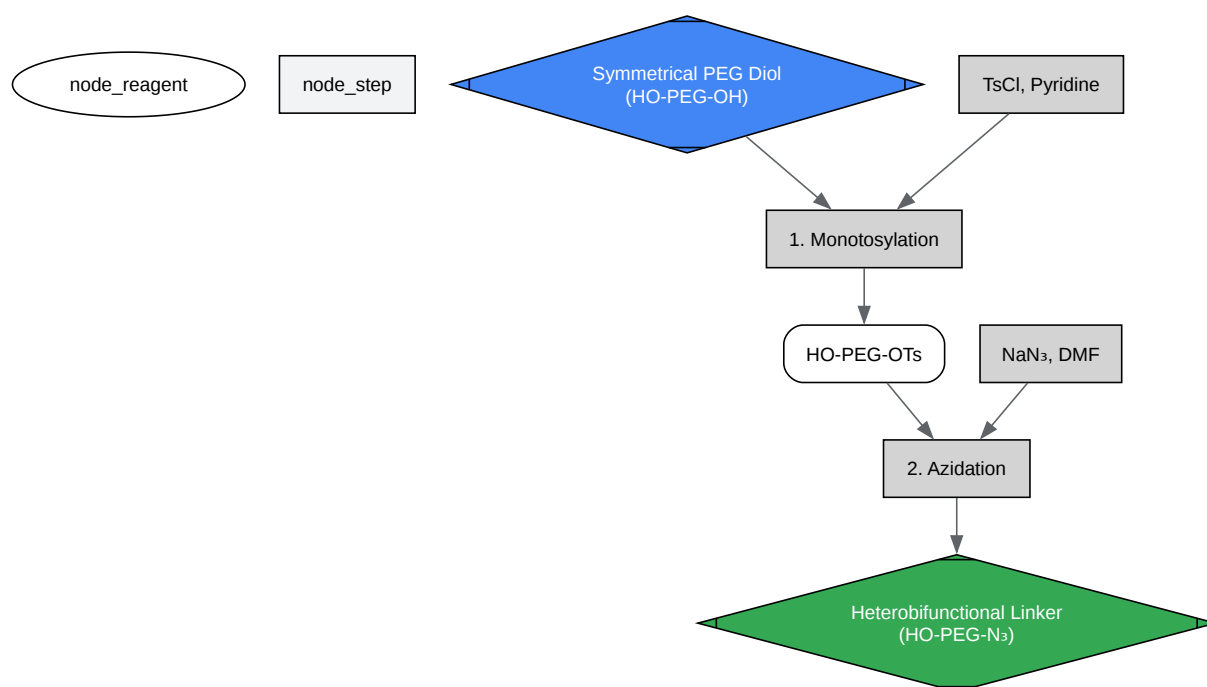 node_reagent
node_step
Symmetrical PEG Diol
(HO-PEG-OH)
TsCl, Pyridine
1. Monotosylation
HO-PEG-OTs
NaN₃, DMF
2. Azidation
Heterobifunctional Linker
(HO-PEG-N₃)